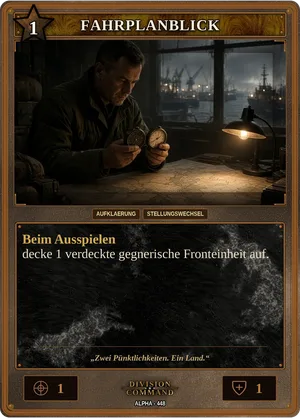 1
FAHRPLANBLICK
AUFKLAERUNG
STELLUNGSWECHSEL
Beim Ausspielen
decke 1 verdeckte gegnerische Fronteinheit auf.
„Zwei Pünktlichkeiten. Ein Land.“
1
DIVISION
COMMAND
ALPHA - 448
1